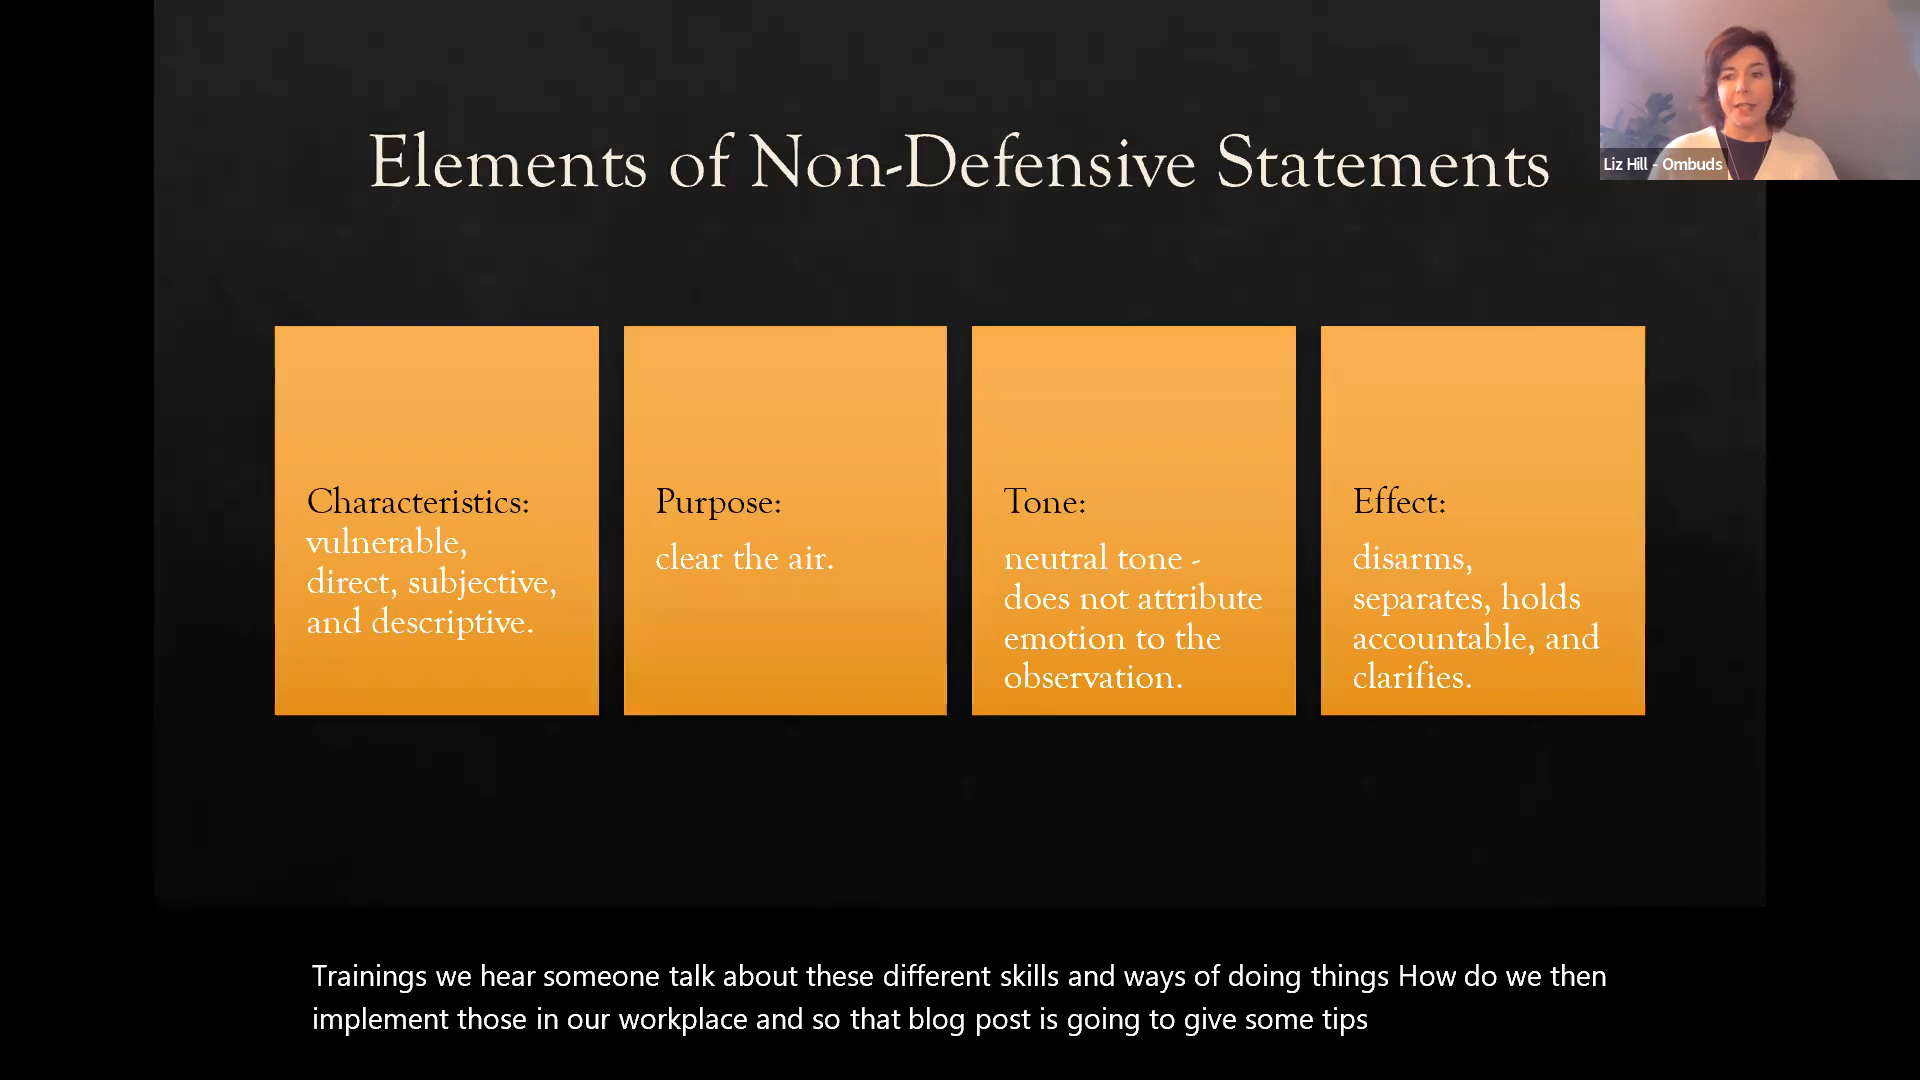 Elements of Non-Defensive Statements
Liz Hill - Ombuds
Characteristics:
vulnerable,
direct, subjective,
and descriptive.
Purpose:
clear the air.
Tone:
neutral tone -
does not attribute
emotion to the
observation.
Effect:
disarms,
separates, holds
accountable, and
clarifies.
Trainings we hear someone talk about these different skills and ways of doing things How do we then
implement those in our workplace and so that blog post is going to give some tips